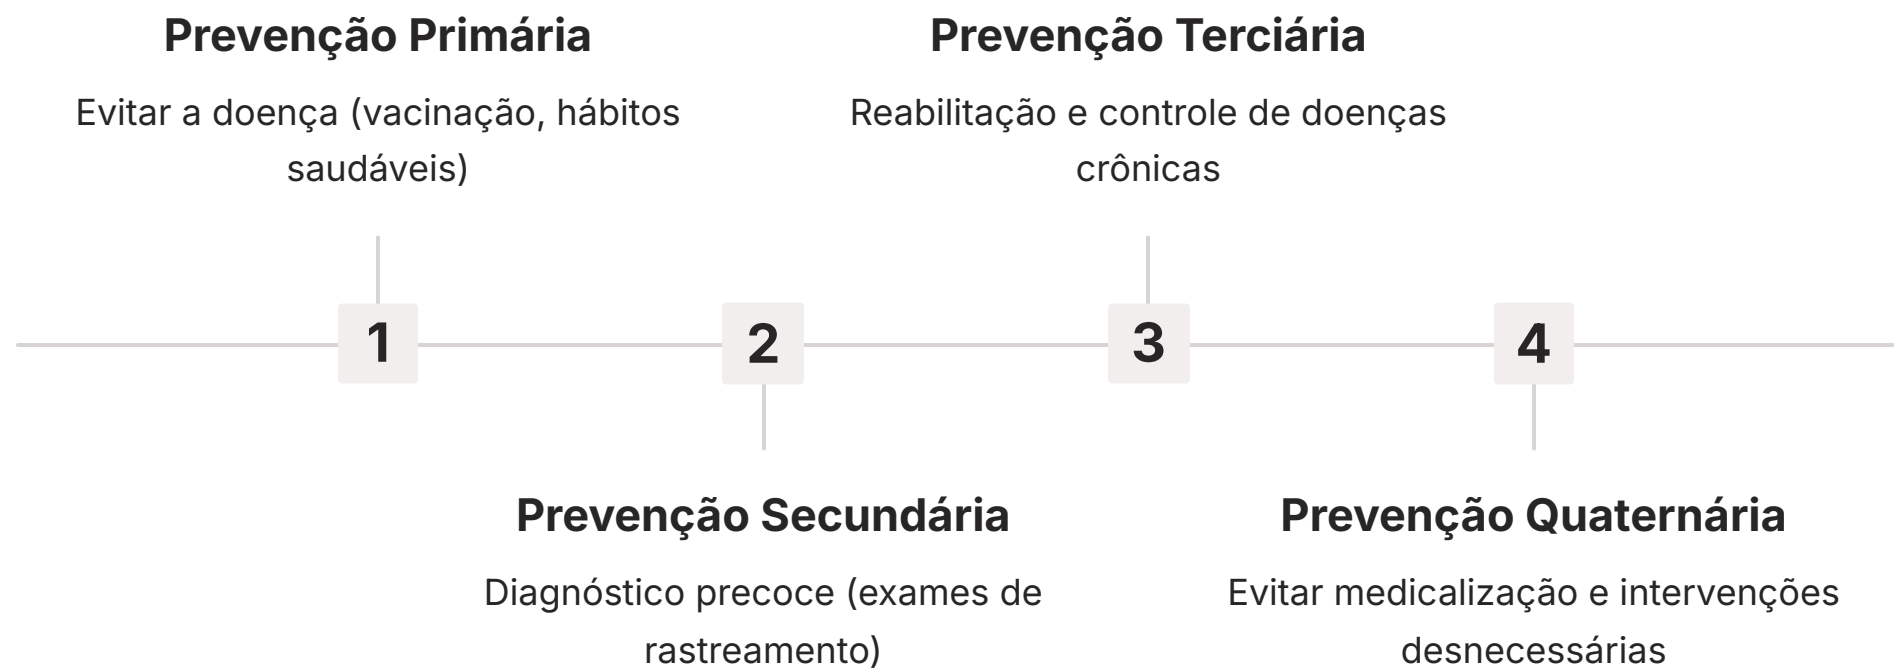 Prevenção Primária
Evitar a doença (vacinação, hábitos
saudáveis)
Prevenção Terciária
Reabilitação e controle de doenças
crônicas
1
2
3
4
Prevenção Secundária
Diagnóstico precoce (exames de
rastreamento)
Prevenção Quaternária
Evitar medicalização e intervenções
desnecessárias